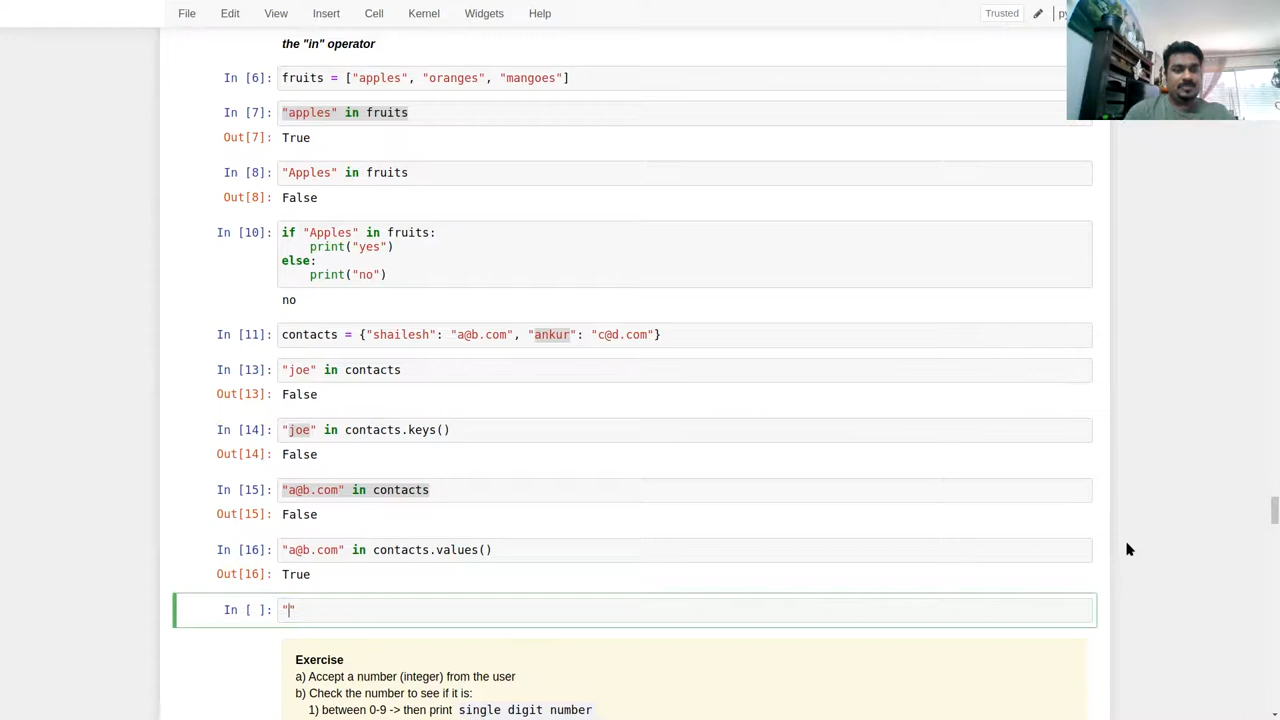 File Edit View Insert Cell Kernel Widgets Help Trusted
the "in" operator
In [6]: fruits = ["apples", "oranges", "mangoes"]
In [7]: "apples" in fruits
Out[7]: True
In [8]: "Apples" in fruits
Out[8]: False
In [10]: if "Apples" in fruits:
print("yes")
else:
print("no")
no
In [11]: contacts = {"shailesh": "a@b.com", "ankur": "c@d.com"}
In [13]: "joe" in contacts
Out[13]: False
In [14]: "joe" in contacts.keys()
Out[14]: False
In [15]: "a@b.com" in contacts
Out[15]: False
In [16]: "a@b.com" in contacts.values()
Out[16]: True
In [ ]: ""
Exercise
a) Accept a number (integer) from the user
b) Check the number to see if it is:
1) between 0-9 -> then print single digit number